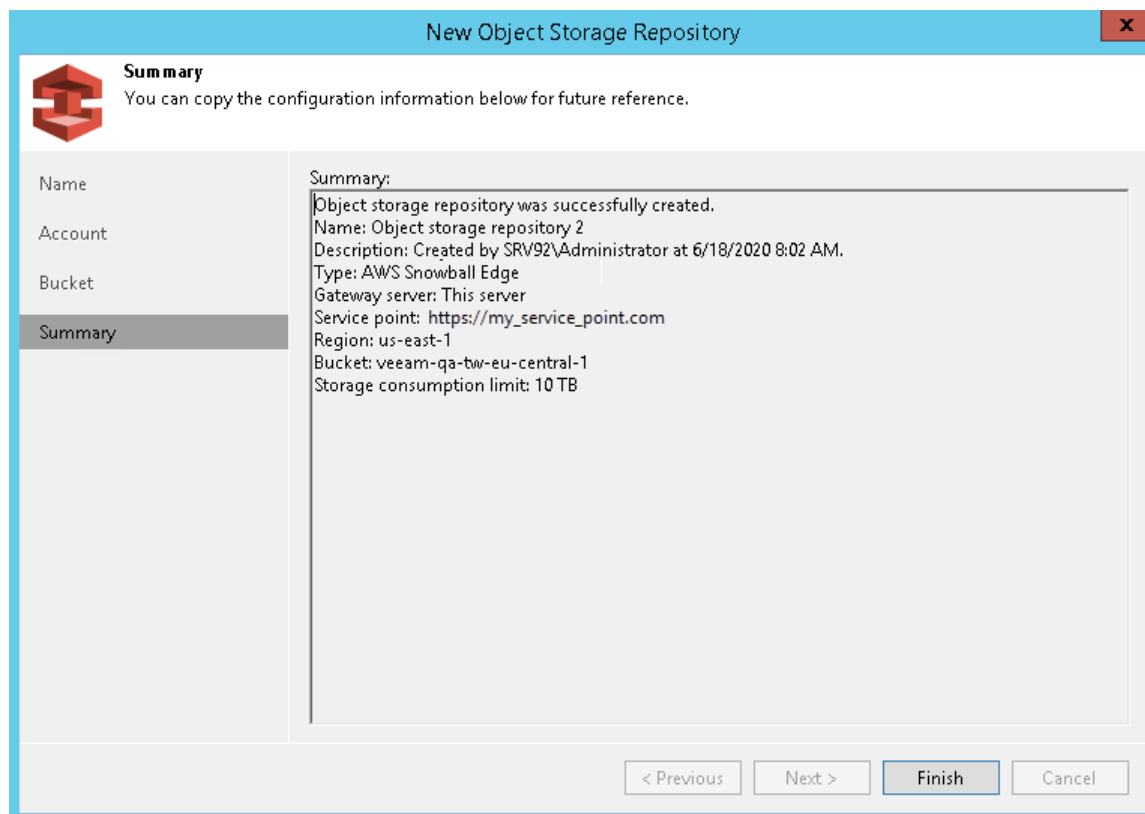 New Object Storage Repository
x
Summary
You can copy the configuration information below for future reference.
Name
Account
Bucket
Summary
Summary:
Object storage repository was successfully created.
Name: Object storage repository 2
Description: Created by SRV92\Administrator at 6/18/2020 8:02 AM.
Type: AWS Snowball Edge
Gateway server: This server
Service point: https://my_service_point.com
Region: us-east-1
Bucket: veeam-qa-tw-eu-central-1
Storage consumption limit: 10 TB
< Previous
Next >
Finish
Cancel